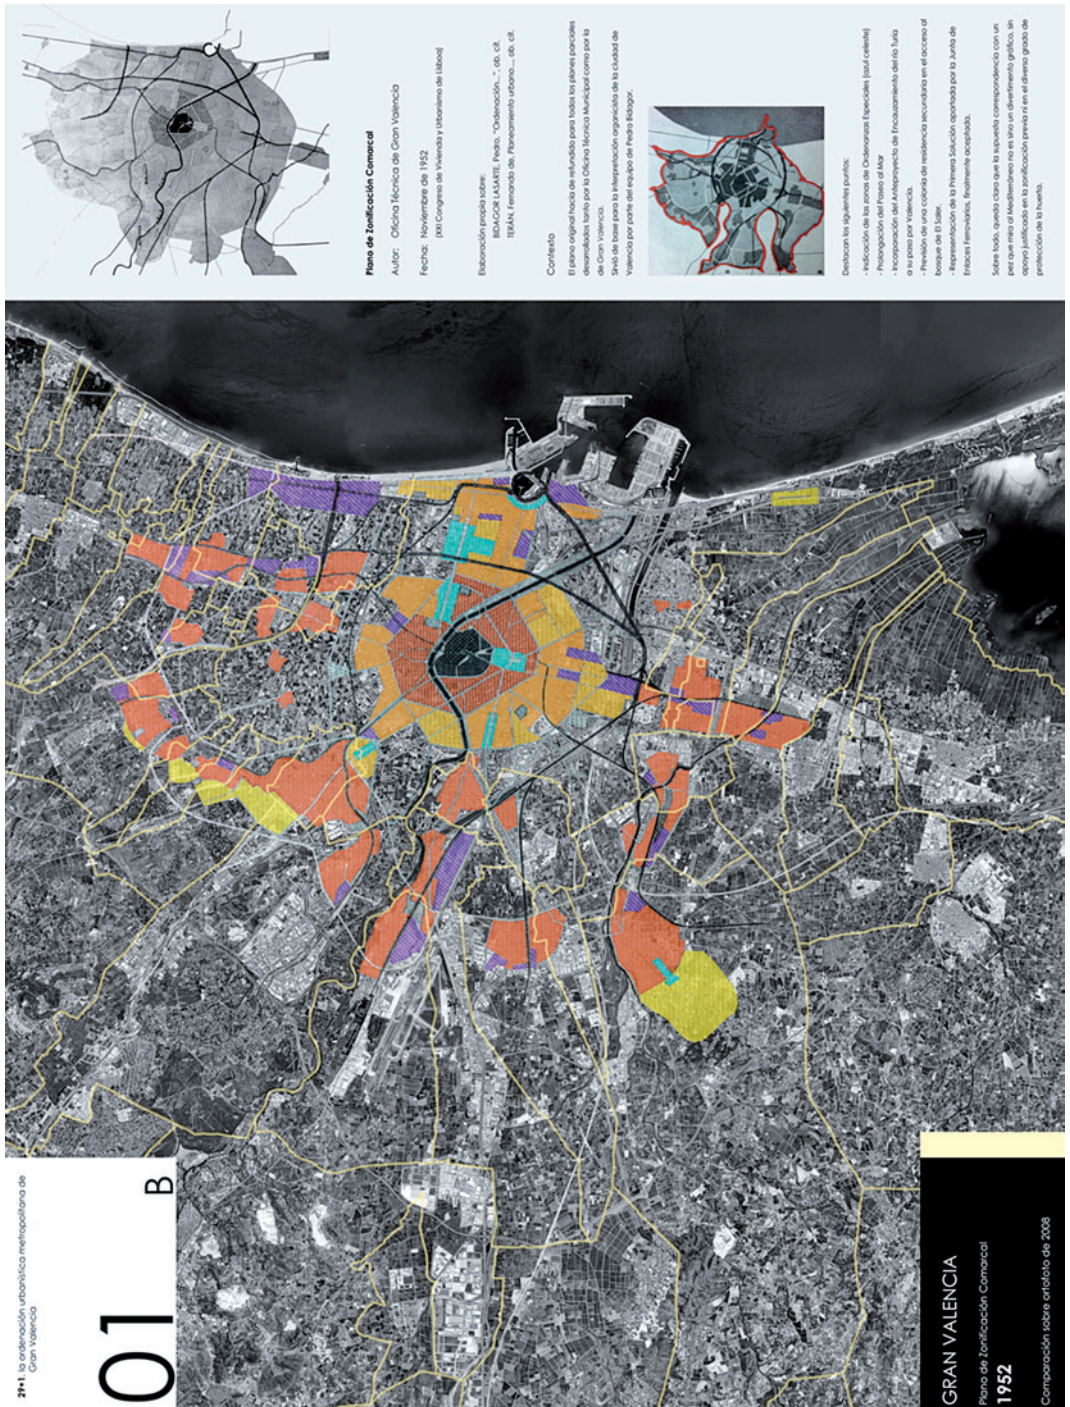 29+1. la ordenación urbanística metropolitana de
Gran Valencia
01
B
GRAN VALENCIA
Plano de Zonificación Comarcal
1952
Comparación sobre ortofoto de 2008
Plano de Zonificación Comarcal
Autor: Oficina Técnica de Gran Valencia
Fecha: Noviembre de 1952
(XXI Congreso de Vivienda y Urbanismo de Lisboa)
Elaboración propia sobre:
BIDAGOR LASARTE, Pedro, "Ordenación...", ob. cit.
TERÁN, Fernando de, Planeamiento urbano..., ob. cit.
Contexto
El plano original hacía de refundido para todos los planes parciales
desarrollados tanto por la Oficina Técnica Municipal como por la
de Gran Valencia.
Sirvió de base para la interpretación organicista de la ciudad de
Valencia por parte del equipo de Pedro Bidagor.
Destacan los siguientes puntos:
- Indicación de las zonas de Ordenanzas Especiales (azul celeste)
- Prolongación del Paseo al Mar
- Incorporación del Anteproyecto de Encauzamiento del río Turia
a su paso por Valencia.
- Previsión de una colonia de residencia secundaria en el acceso al
bosque de El Saler.
- Representación de la Primera Solución aportada por la Junta de
Enlaces Ferroviarios, finalmente aceptada.
Sobre todo, queda claro que la supuesta correspondencia con un
pez que mira al Mediterráneo no es sino un divertimento gráfico, sin
apoyo justificado en la zonificación previa ni en el diverso grado de
protección de la huerta.